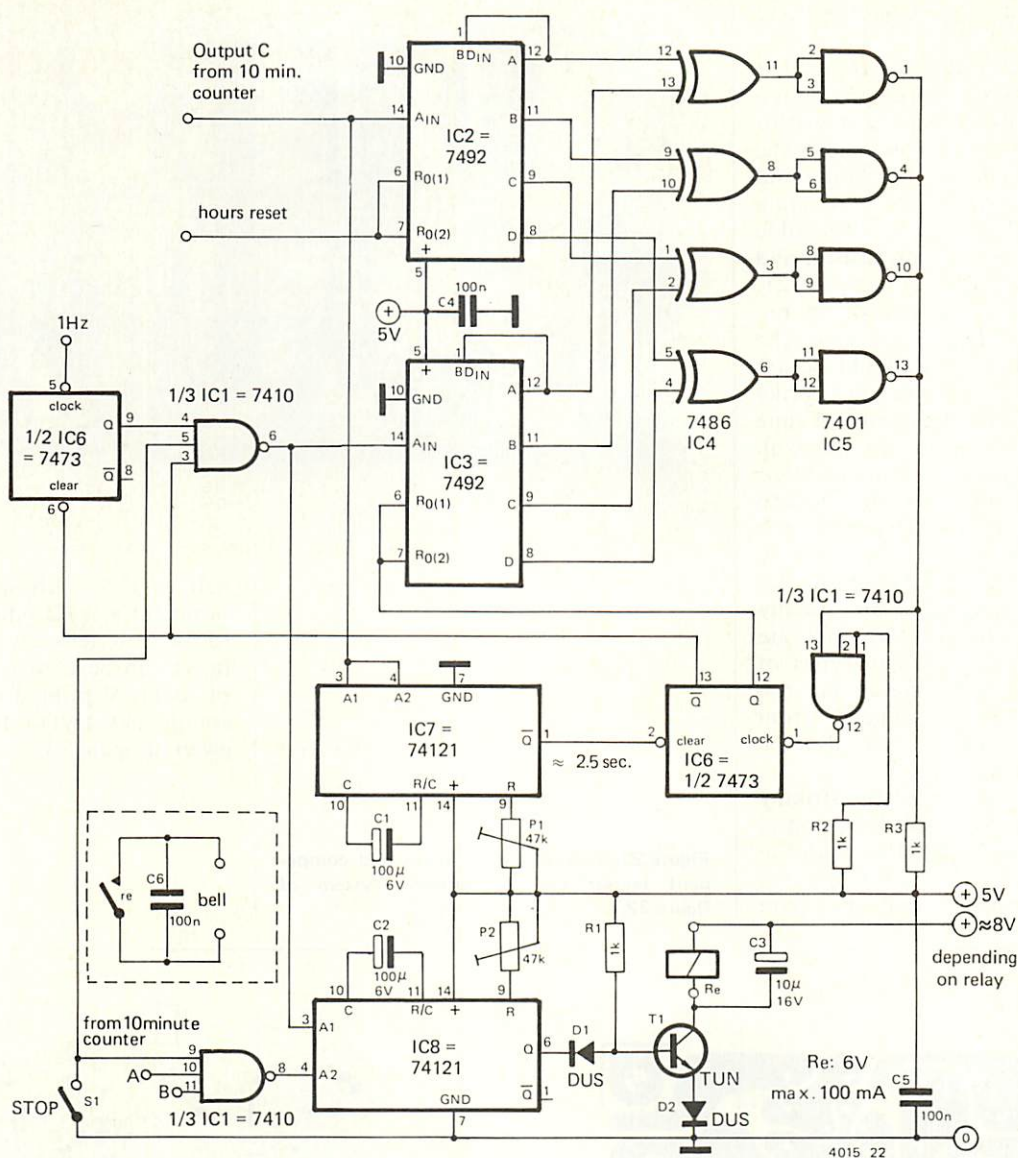 Output C
from 10 min.
counter
hours reset
1
BDIN
10 GND
A 12
14 AIN
B 11
IC2 =
7492
6 R0(1)
C 9
7 R0(2)
D 8
+
5
12
13
11
2
3
1
9
10
8
5
6
4
1
2
3
8
9
10
5
4
6
11
12
13
7486
IC4
7401
IC5
C4
100n
+
5V
5
+
1
BDIN
10 GND
A 12
14 AIN
B 11
IC3 =
7492
6 R0(1)
C 9
7 R0(2)
D 8
1Hz
5
clock
Q 9
1/2 IC6
= 7473
Q̅ 8
clear
6
1/3 IC1 = 7410
4
5
3
6
1/3 IC1 = 7410
13
2
1
12
3
4
7
A1
A2
GND
IC7 =
74121
Q̅ 1
≈ 2.5 sec.
C
R/C
+
R
10
11
14
9
C1
100µ
6V
P1
47k
13
12
Q̅
Q
2
clear
clock
1
IC6 =
1/2 7473
R2
1k
R3
1k
+ 5V
+ ≈8V
depending
on relay
re
C6
100n
bell
C2
100µ
6V
P2
47k
R1
1k
Re
C3
10µ
16V
10
11
14
9
C
R/C
+
R
3 A1
4 A2
IC8 =
74121
Q 6
Q̅ 1
GND
7
D1
DUS
T1
TUN
D2
DUS
Re: 6V
max. 100 mA
C5
100n
0
from 10minute
counter
9
10
11
8
A
B
STOP
S1
1/3 IC1 = 7410
4015 22